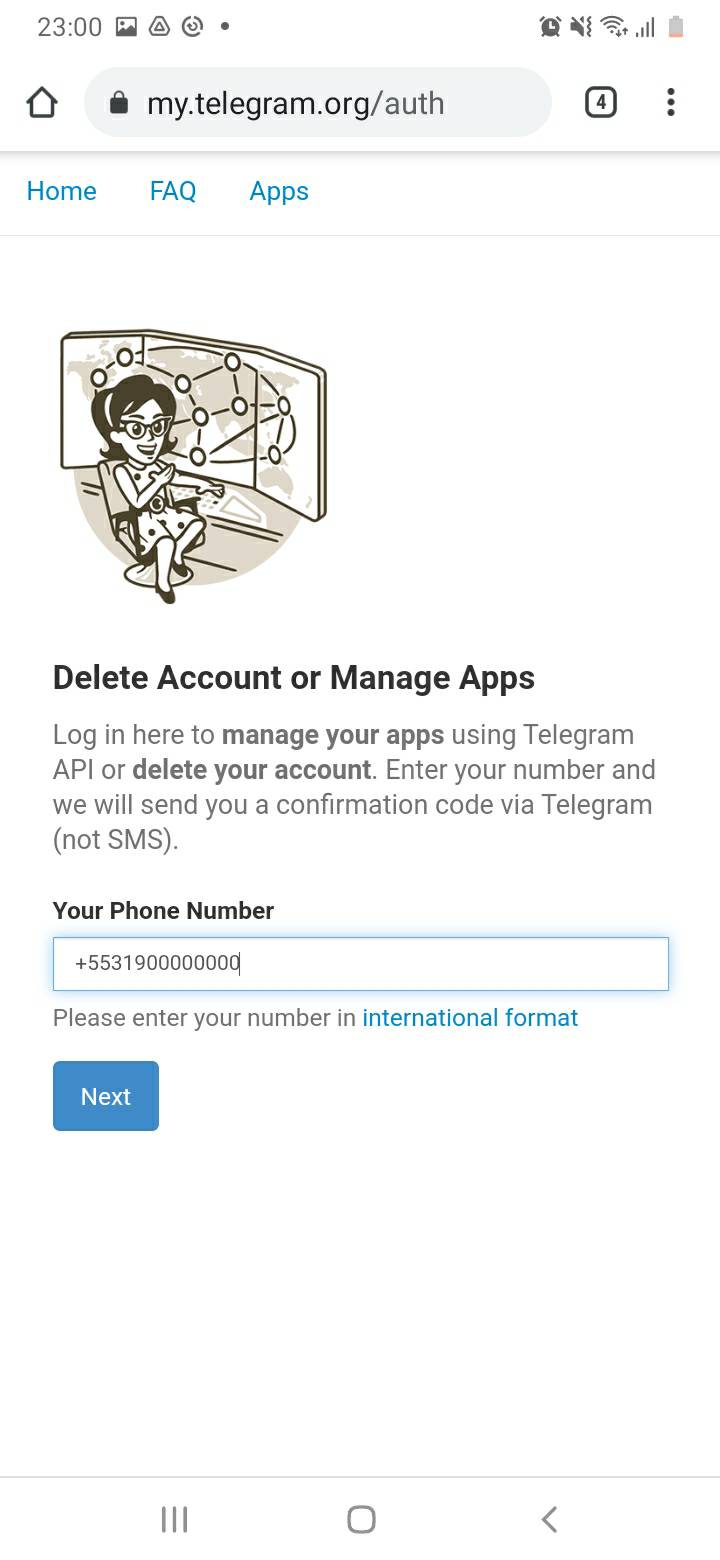 23:00
my.telegram.org/auth
4
Home FAQ Apps
Delete Account or Manage Apps
Log in here to manage your apps using Telegram
API or delete your account. Enter your number and
we will send you a confirmation code via Telegram
(not SMS).
Your Phone Number
+5531900000000
Please enter your number in international format
Next